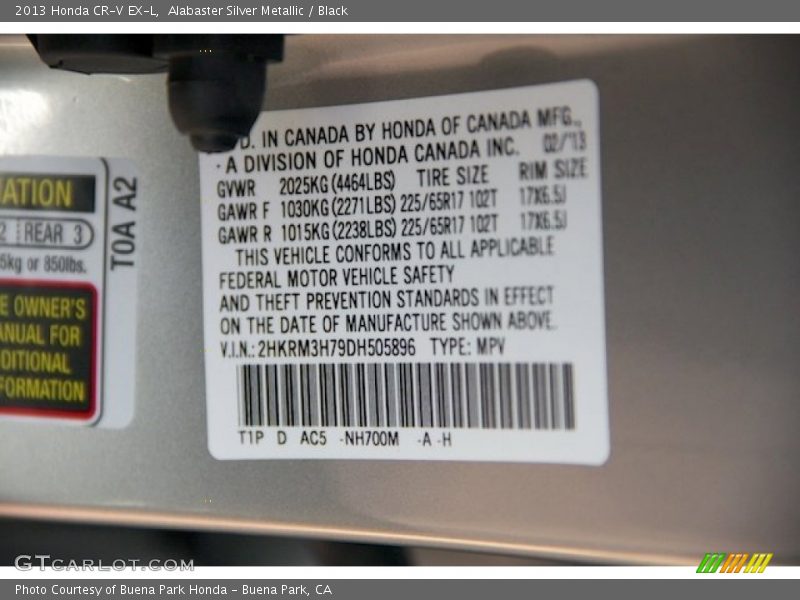 2013 Honda CR-V EX-L, Alabaster Silver Metallic / Black
D. IN CANADA BY HONDA OF CANADA MFG.,
- A DIVISION OF HONDA CANADA INC. 02/'13
GVWR 2025KG(4464LBS) TIRE SIZE RIM SIZE
GAWR F 1030KG(2271LBS) 225/65R17 102T 17X6.5J
GAWR R 1015KG(2238LBS) 225/65R17 102T 17X6.5J
THIS VEHICLE CONFORMS TO ALL APPLICABLE
FEDERAL MOTOR VEHICLE SAFETY
AND THEFT PREVENTION STANDARDS IN EFFECT
ON THE DATE OF MANUFACTURE SHOWN ABOVE.
V.I.N.: 2HKRM3H79DH505896 TYPE: MPV
T1P D AC5 -NH700M -A -H
ATION
2 REAR 3
5kg or 850lbs.
E OWNER'S
ANUAL FOR
DITIONAL
FORMATION
T0A A2
GTCARLOT.COM
Photo Courtesy of Buena Park Honda - Buena Park, CA